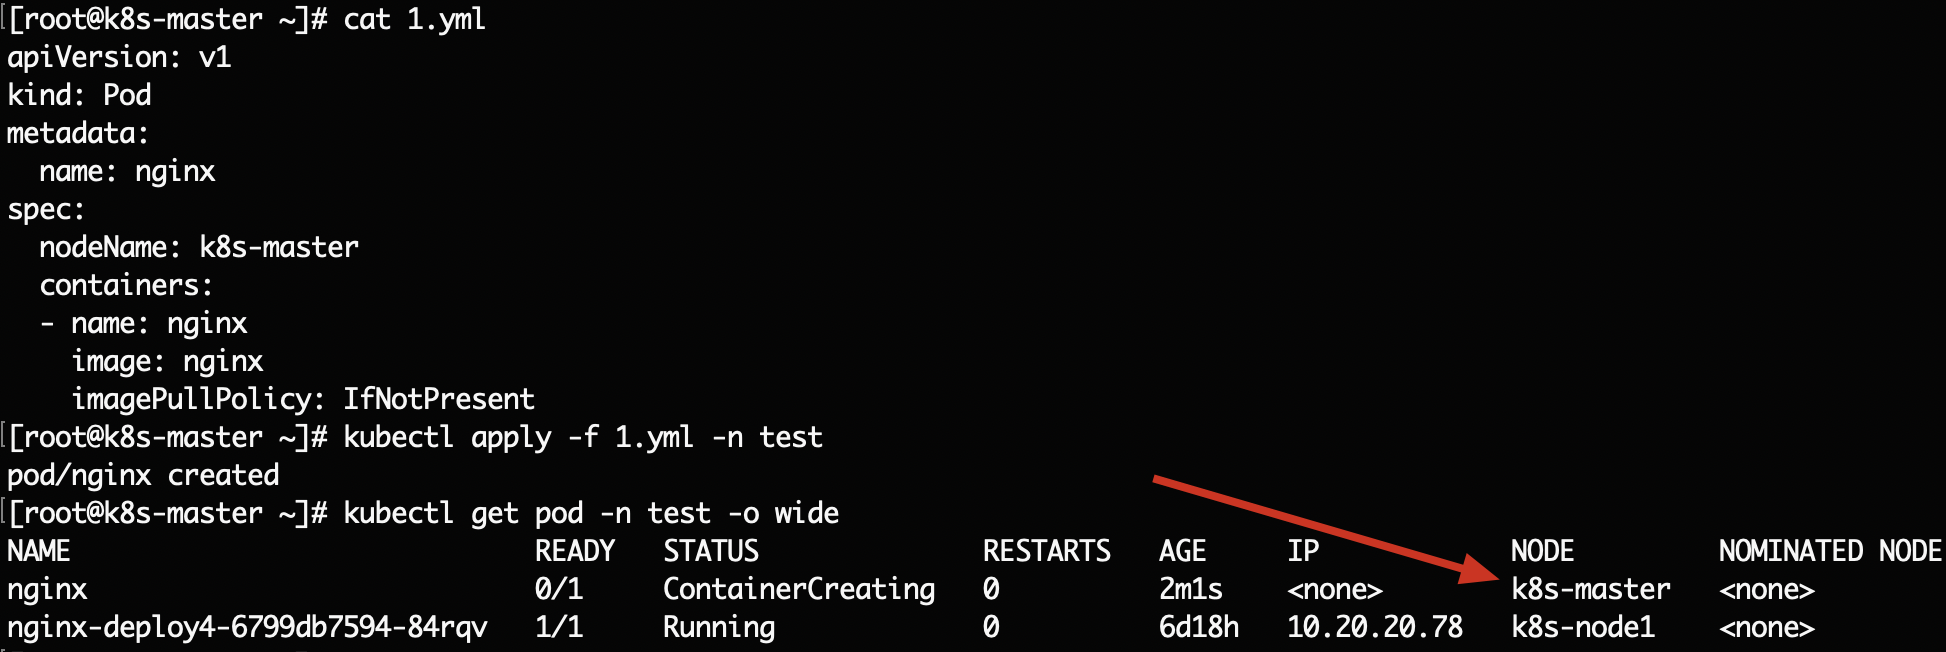 [root@k8s-master ~]# cat 1.yml
apiVersion: v1
kind: Pod
metadata:
  name: nginx
spec:
  nodeName: k8s-master
  containers:
  - name: nginx
    image: nginx
    imagePullPolicy: IfNotPresent
[root@k8s-master ~]# kubectl apply -f 1.yml -n test
pod/nginx created
[root@k8s-master ~]# kubectl get pod -n test -o wide
NAME                             READY   STATUS              RESTARTS   AGE     IP            NODE         NOMINATED NODE
nginx                            0/1     ContainerCreating   0          2m1s    <none>        k8s-master   <none>
nginx-deploy4-6799db7594-84rqv   1/1     Running             0          6d18h   10.20.20.78   k8s-node1    <none>